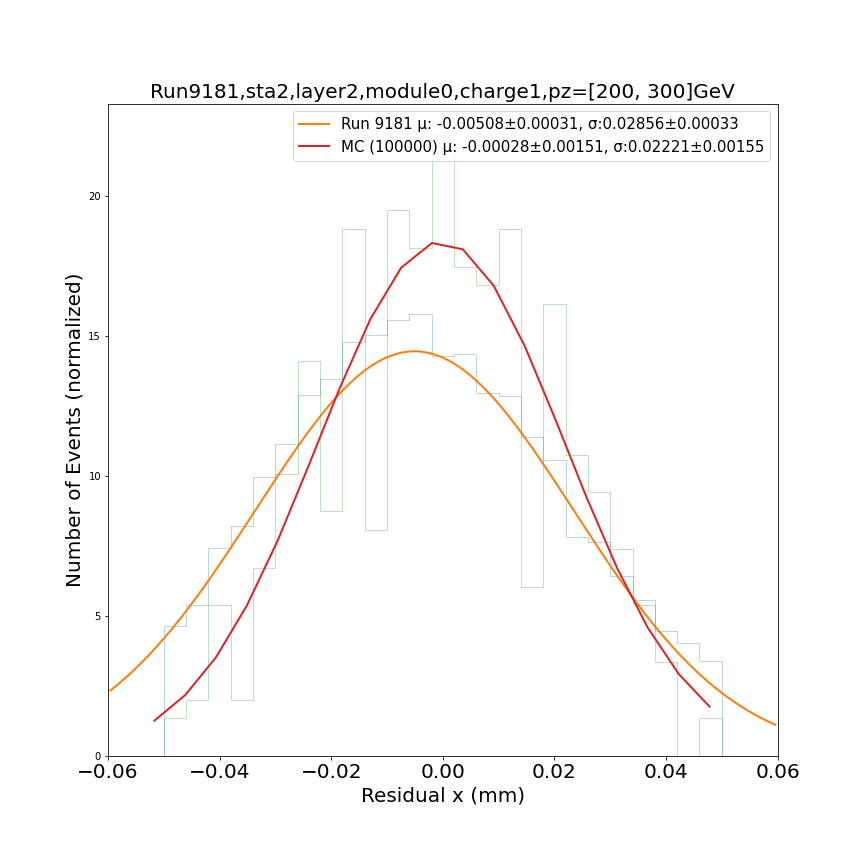 Run9181,sta2,layer2,module0,charge1,pz=[200, 300]GeV
Run 9181 μ: -0.00508±0.00031, σ:0.02856±0.00033
MC (100000) μ: -0.00028±0.00151, σ:0.02221±0.00155
Number of Events (normalized)
20
15
10
5
0
−0.06 −0.04 −0.02 0.00 0.02 0.04 0.06
Residual x (mm)